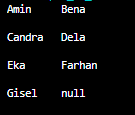 Amin Bena
Candra Dela
Eka Farhan
Gisel null